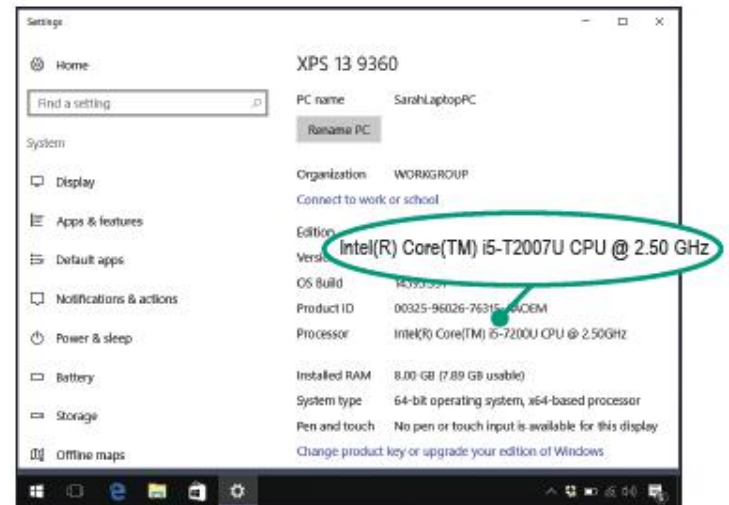 Settings
Home
Find a setting
System
Display
Apps & features
Default apps
Notifications & actions
Power & sleep
Battery
Storage
Offline maps
XPS 13 9360
PC name SarahLaptopPC
Rename PC
Organization WORKGROUP
Connect to work or school
Edition
Intel(R) Core(TM) i5-T2007U CPU @ 2.50 GHz
OS Build
Product ID 00325-96026-76315-
Processor Intel(R) Core(TM) i5-7200U CPU @ 2.50GHz
Installed RAM 8.00 GB (7.89 GB usable)
System type 64-bit operating system, x64-based processor
Pen and touch No pen or touch input is available for this display
Change product key or upgrade your edition of Windows